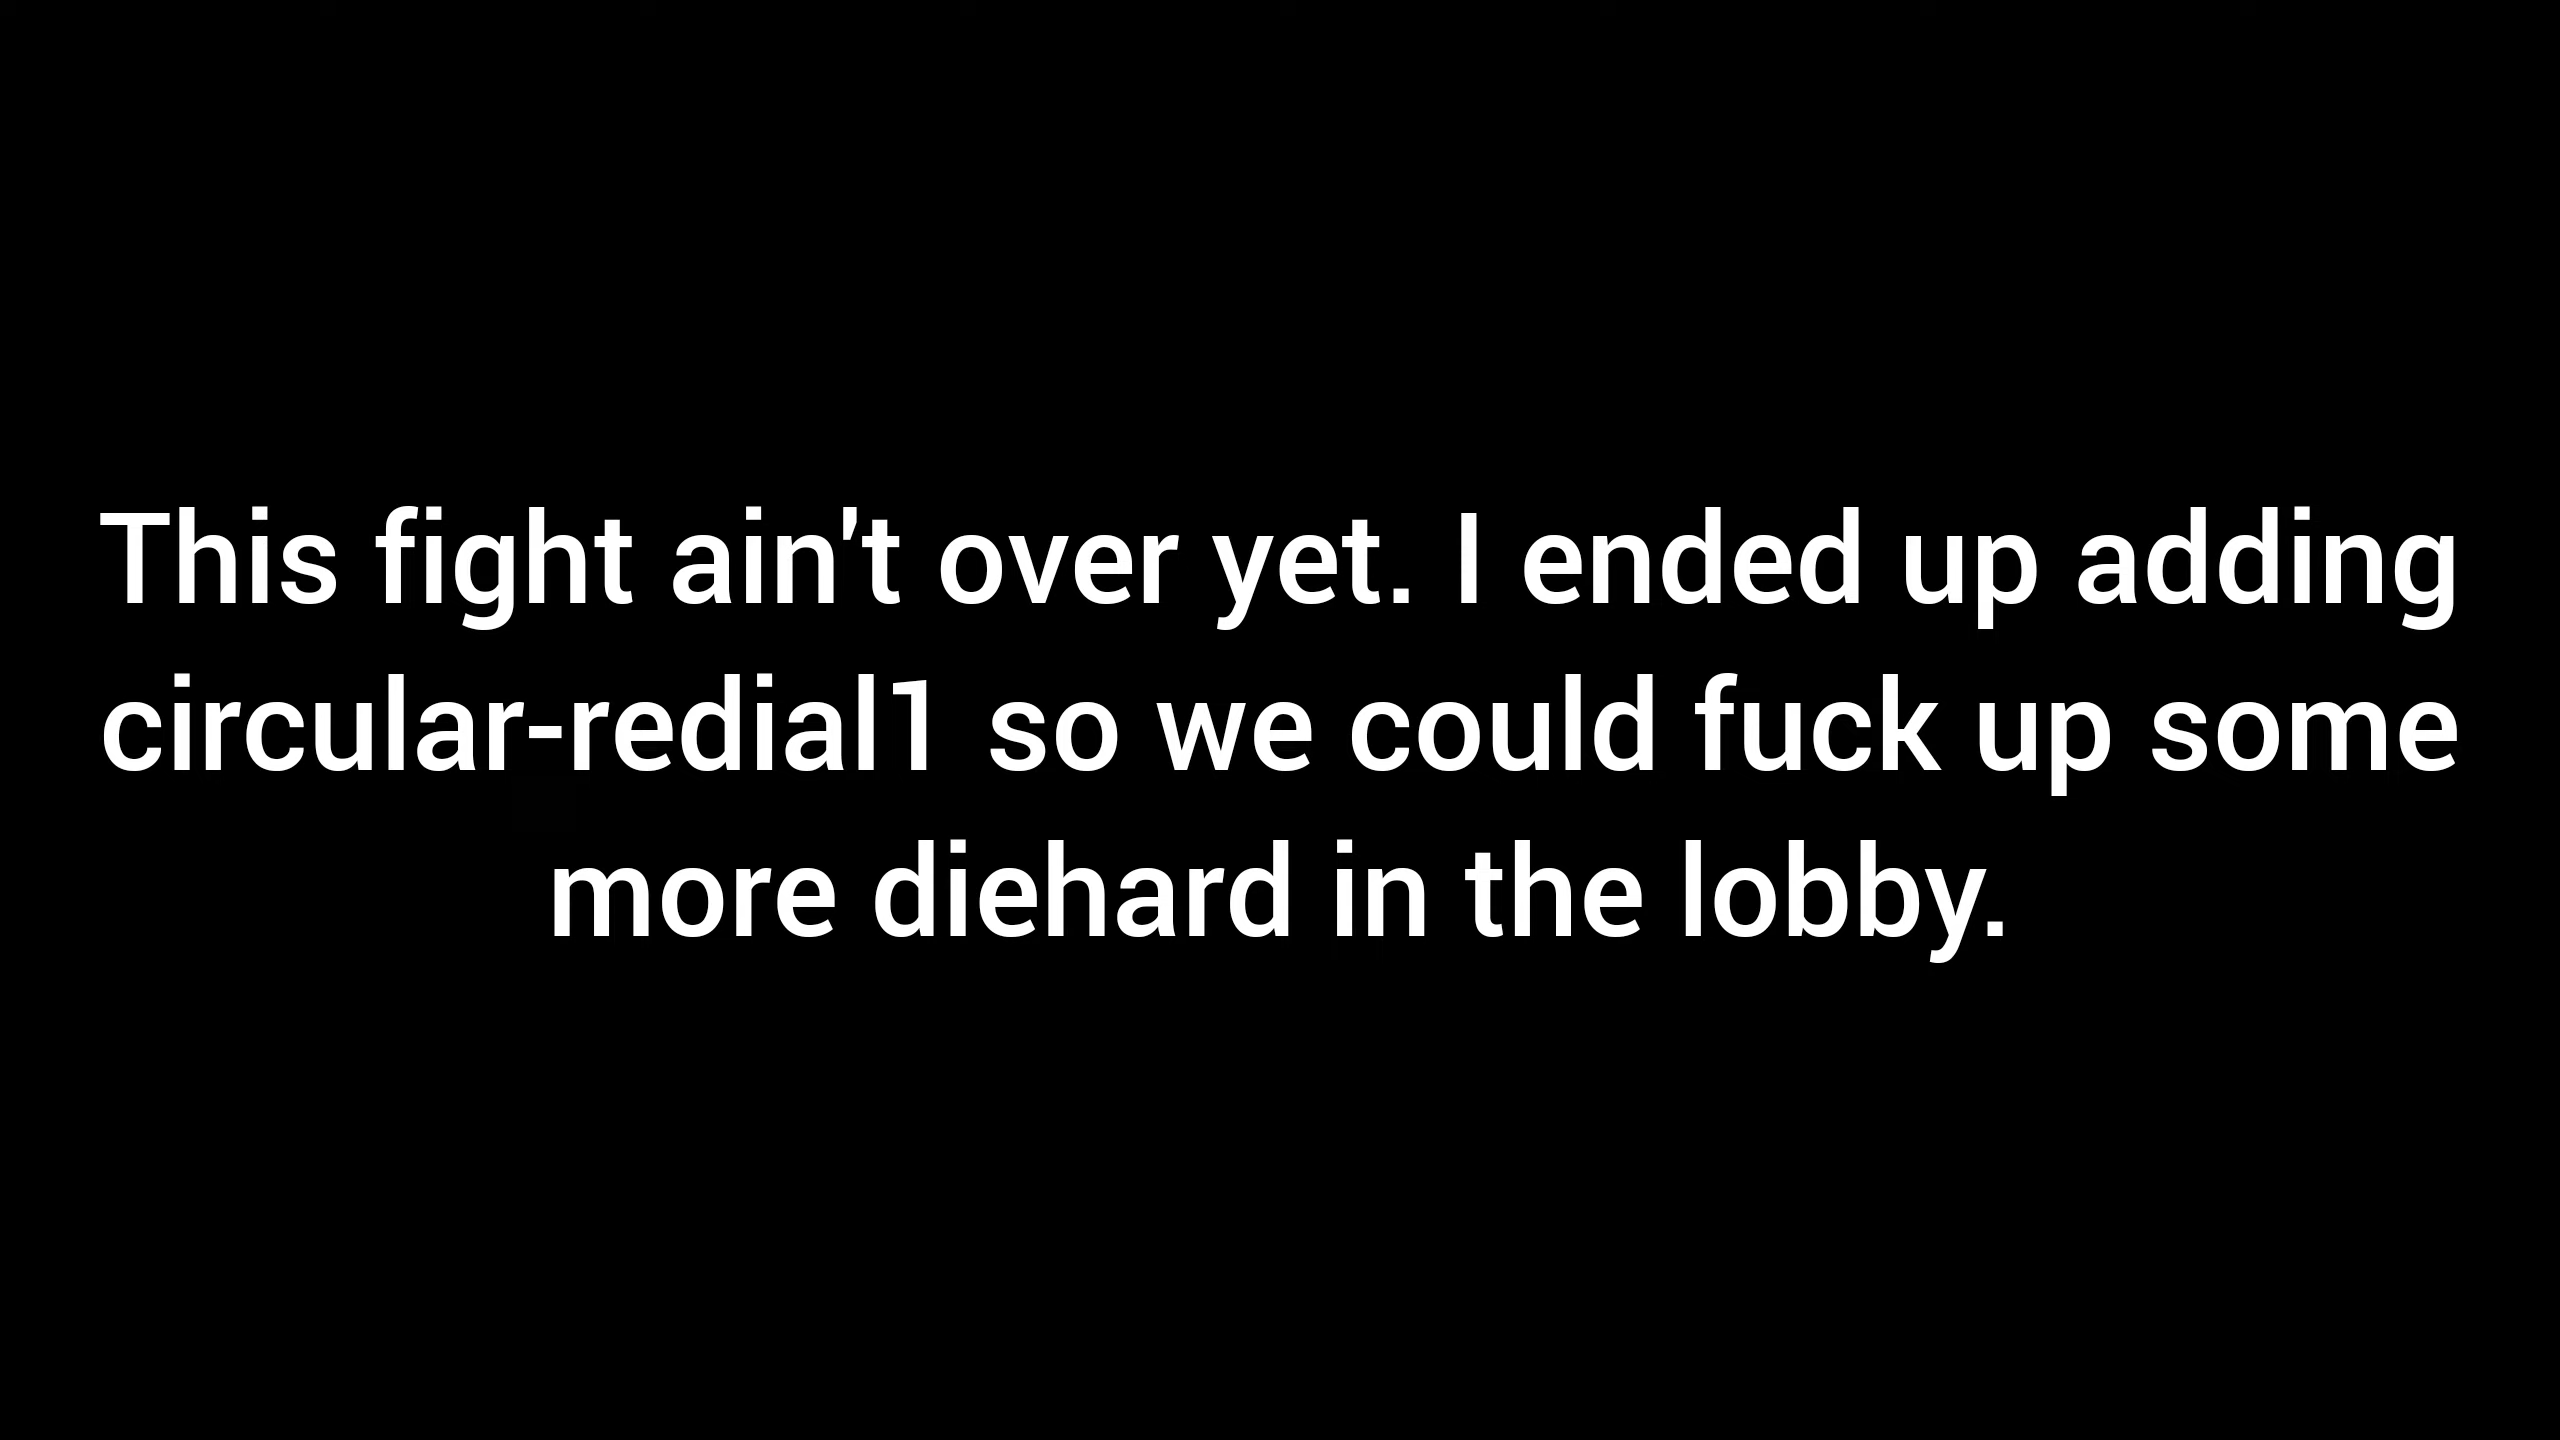 This fight ain't over yet. I ended up adding
circular-redial1 so we could fuck up some
more diehard in the lobby.